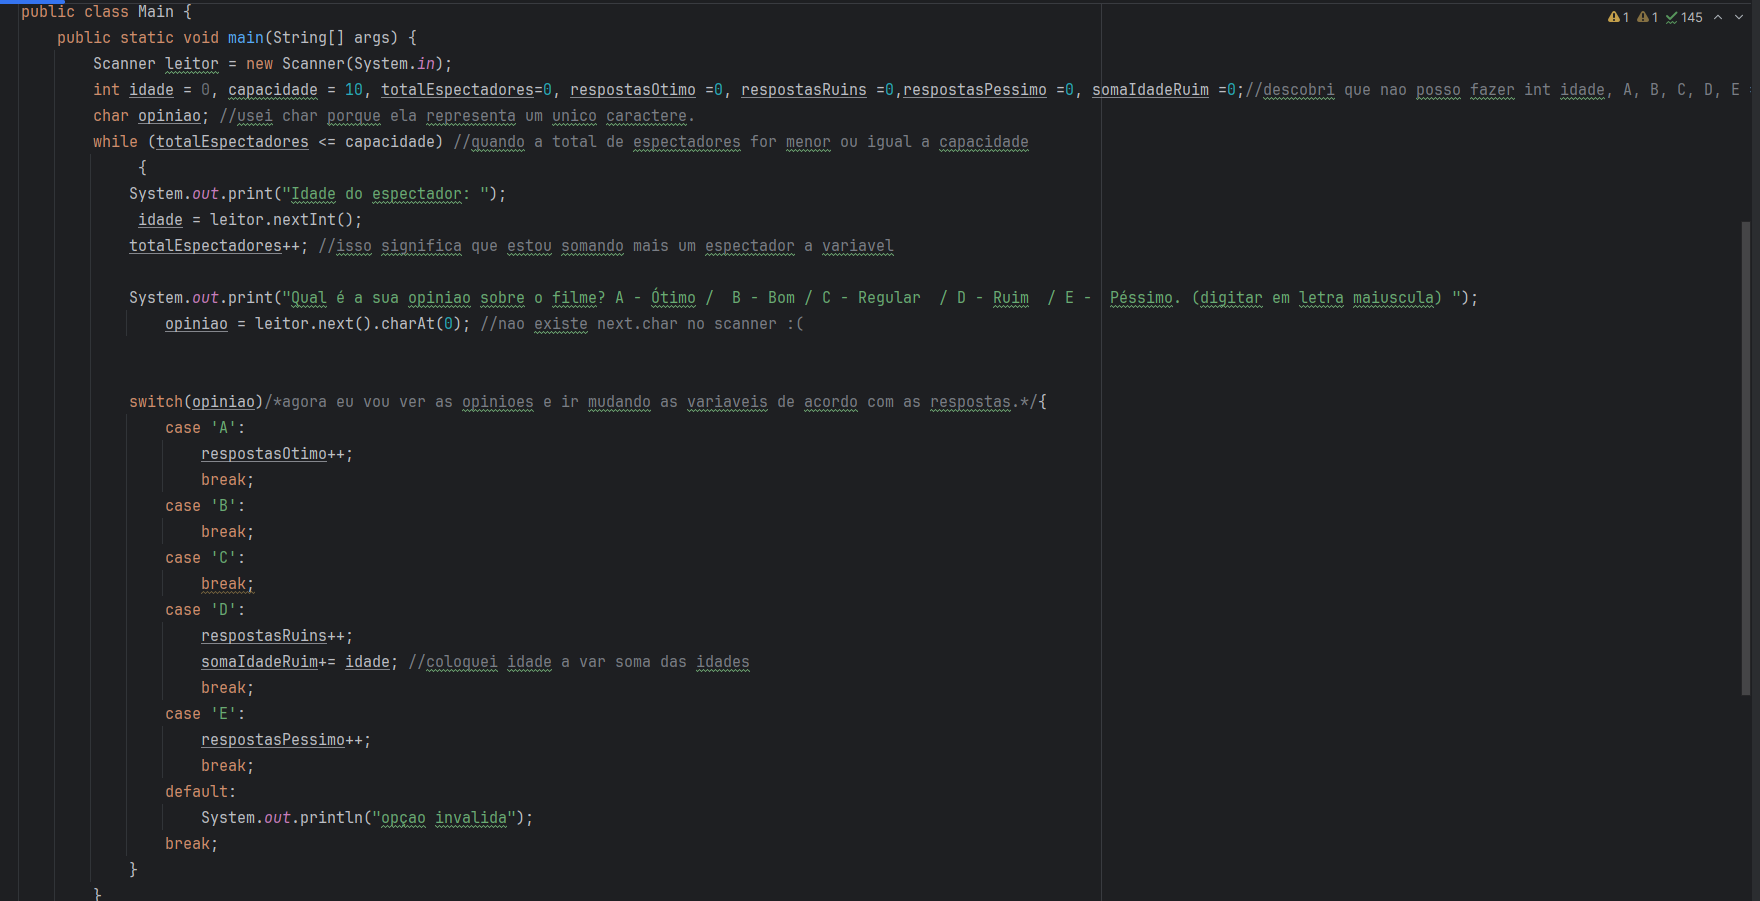 public class Main {
1 1 145
public static void main(String[] args) {
Scanner leitor = new Scanner(System.in);
int idade = 0, capacidade = 10, totalEspectadores=0, respostasOtimo =0, respostasRuins =0,respostasPessimo =0, somaIdadeRuim =0;//descobri que nao posso fazer int idade, A, B, C, D, E
char opiniao; //usei char porque ela representa um unico caractere.
while (totalEspectadores <= capacidade) //quando a total de espectadores for menor ou igual a capacidade
{
System.out.print("Idade do espectador: ");
idade = leitor.nextInt();
totalEspectadores++; //isso significa que estou somando mais um espectador a variavel
System.out.print("Qual é a sua opiniao sobre o filme? A - Ótimo /  B - Bom / C - Regular  / D - Ruim  / E -  Péssimo. (digitar em letra maiuscula) ");
opiniao = leitor.next().charAt(0); //nao existe next.char no scanner :(
switch(opiniao)/*agora eu vou ver as opinioes e ir mudando as variaveis de acordo com as respostas.*/{
case 'A':
respostasOtimo++;
break;
case 'B':
break;
case 'C':
break;
case 'D':
respostasRuins++;
somaIdadeRuim+= idade; //coloquei idade a var soma das idades
break;
case 'E':
respostasPessimo++;
break;
default:
System.out.println("opçao invalida");
break;
}
}